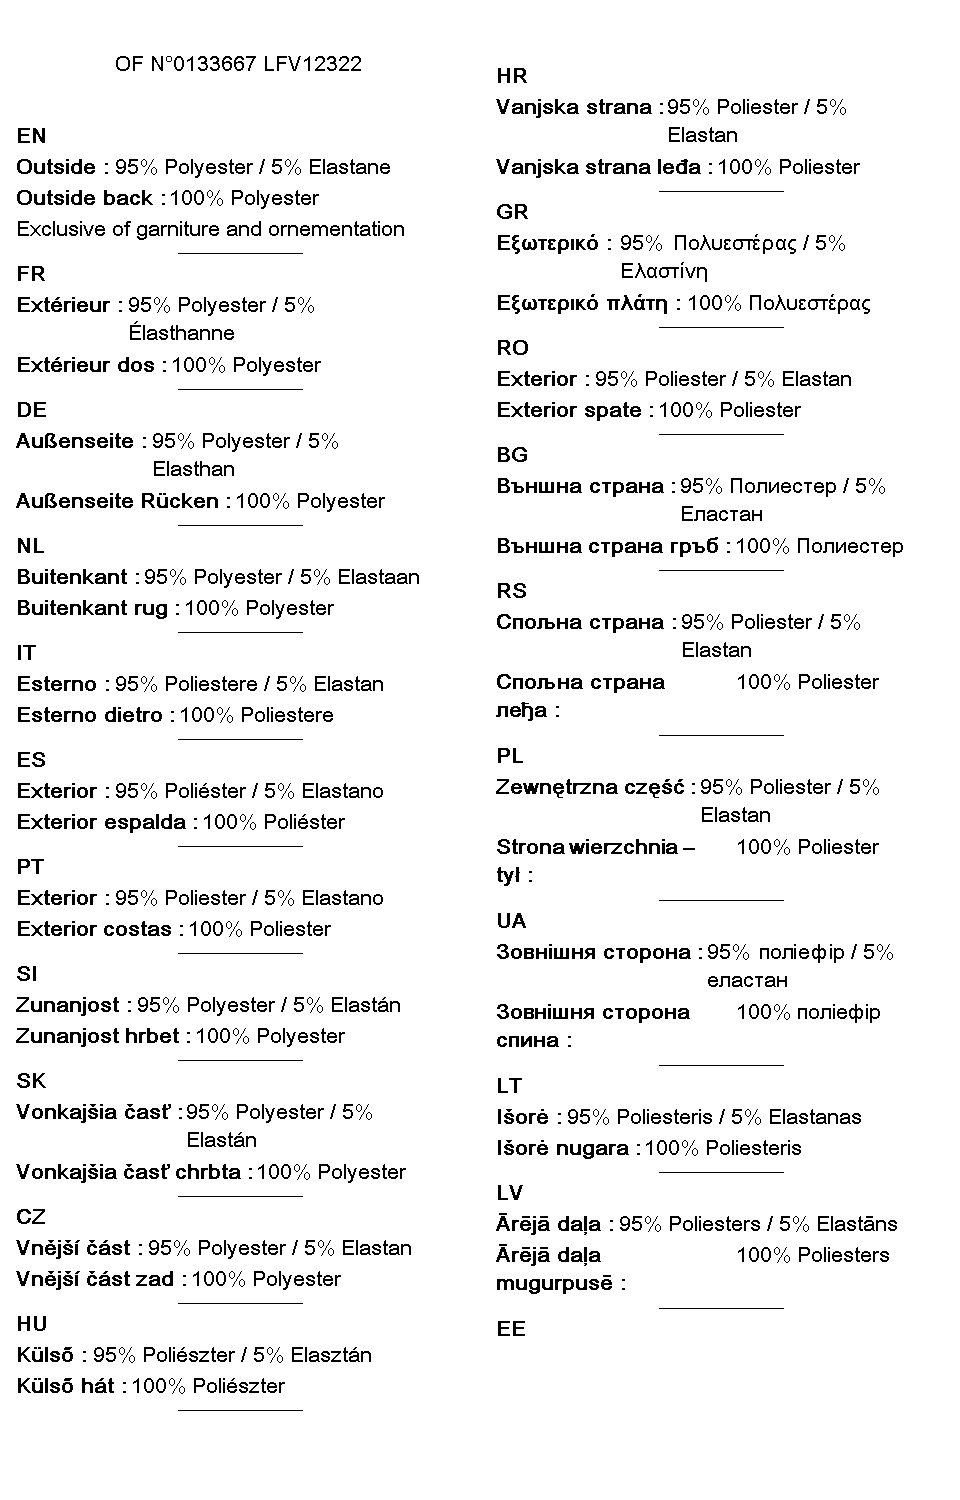 OF N°0133667 LFV12322
EN
Outside : 95% Polyester / 5% Elastane
Outside back : 100% Polyester
Exclusive of garniture and ornementation
FR
Extérieur : 95% Polyester / 5%
Élasthanne
Extérieur dos : 100% Polyester
DE
Außenseite : 95% Polyester / 5%
Elasthan
Außenseite Rücken : 100% Polyester
NL
Buitenkant : 95% Polyester / 5% Elastaan
Buitenkant rug : 100% Polyester
IT
Esterno : 95% Poliestere / 5% Elastan
Esterno dietro : 100% Poliestere
ES
Exterior : 95% Poliéster / 5% Elastano
Exterior espalda : 100% Poliéster
PT
Exterior : 95% Poliester / 5% Elastano
Exterior costas : 100% Poliester
SI
Zunanjost : 95% Polyester / 5% Elastán
Zunanjost hrbet : 100% Polyester
SK
Vonkajšia časť : 95% Polyester / 5%
Elastán
Vonkajšia časť chrbta : 100% Polyester
CZ
Vnější část : 95% Polyester / 5% Elastan
Vnější část zad : 100% Polyester
HU
Külső : 95% Poliészter / 5% Elasztán
Külső hát : 100% Poliészter
HR
Vanjska strana : 95% Poliester / 5%
Elastan
Vanjska strana leđa : 100% Poliester
GR
Εξωτερικό : 95% Πολυεστέρας / 5%
Ελαστίνη
Εξωτερικό πλάτη : 100% Πολυεστέρας
RO
Exterior : 95% Poliester / 5% Elastan
Exterior spate : 100% Poliester
BG
Външна страна : 95% Полиестер / 5%
Еластан
Външна страна гръб : 100% Полиестер
RS
Спољна страна : 95% Poliester / 5%
Elastan
Спољна страна 100% Poliester
леђа :
PL
Zewnętrzna część : 95% Poliester / 5%
Elastan
Strona wierzchnia – 100% Poliester
tył :
UA
Зовнішня сторона : 95% поліефір / 5%
еластан
Зовнішня сторона 100% поліефір
спина :
LT
Išorė : 95% Poliesteris / 5% Elastanas
Išorė nugara : 100% Poliesteris
LV
Ārējā daļa : 95% Poliesters / 5% Elastāns
Ārējā daļa 100% Poliesters
mugurpusē :
EE